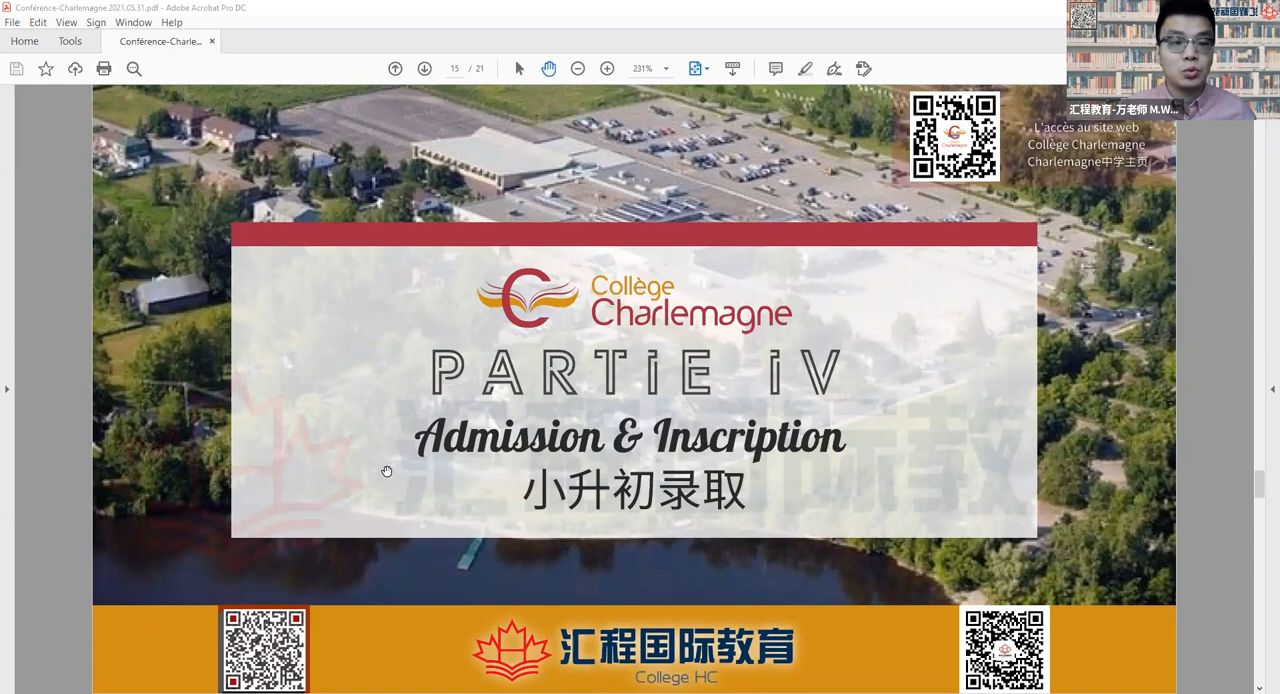 Conférence-Charlemagne 2021.05.31.pdf - Adobe Acrobat Pro DC
File Edit View Sign Window Help
Home Tools Conférence-Charle... ×
15 / 21 231%
汇程教育-万老师 M.W...
L'accès au site web
Collège Charlemagne
Charlemagne中学主页
Charlemagne
Collège
Charlemagne
PARTiE iV
Admission & Inscription
小升初录取
汇程国际教育
College HC